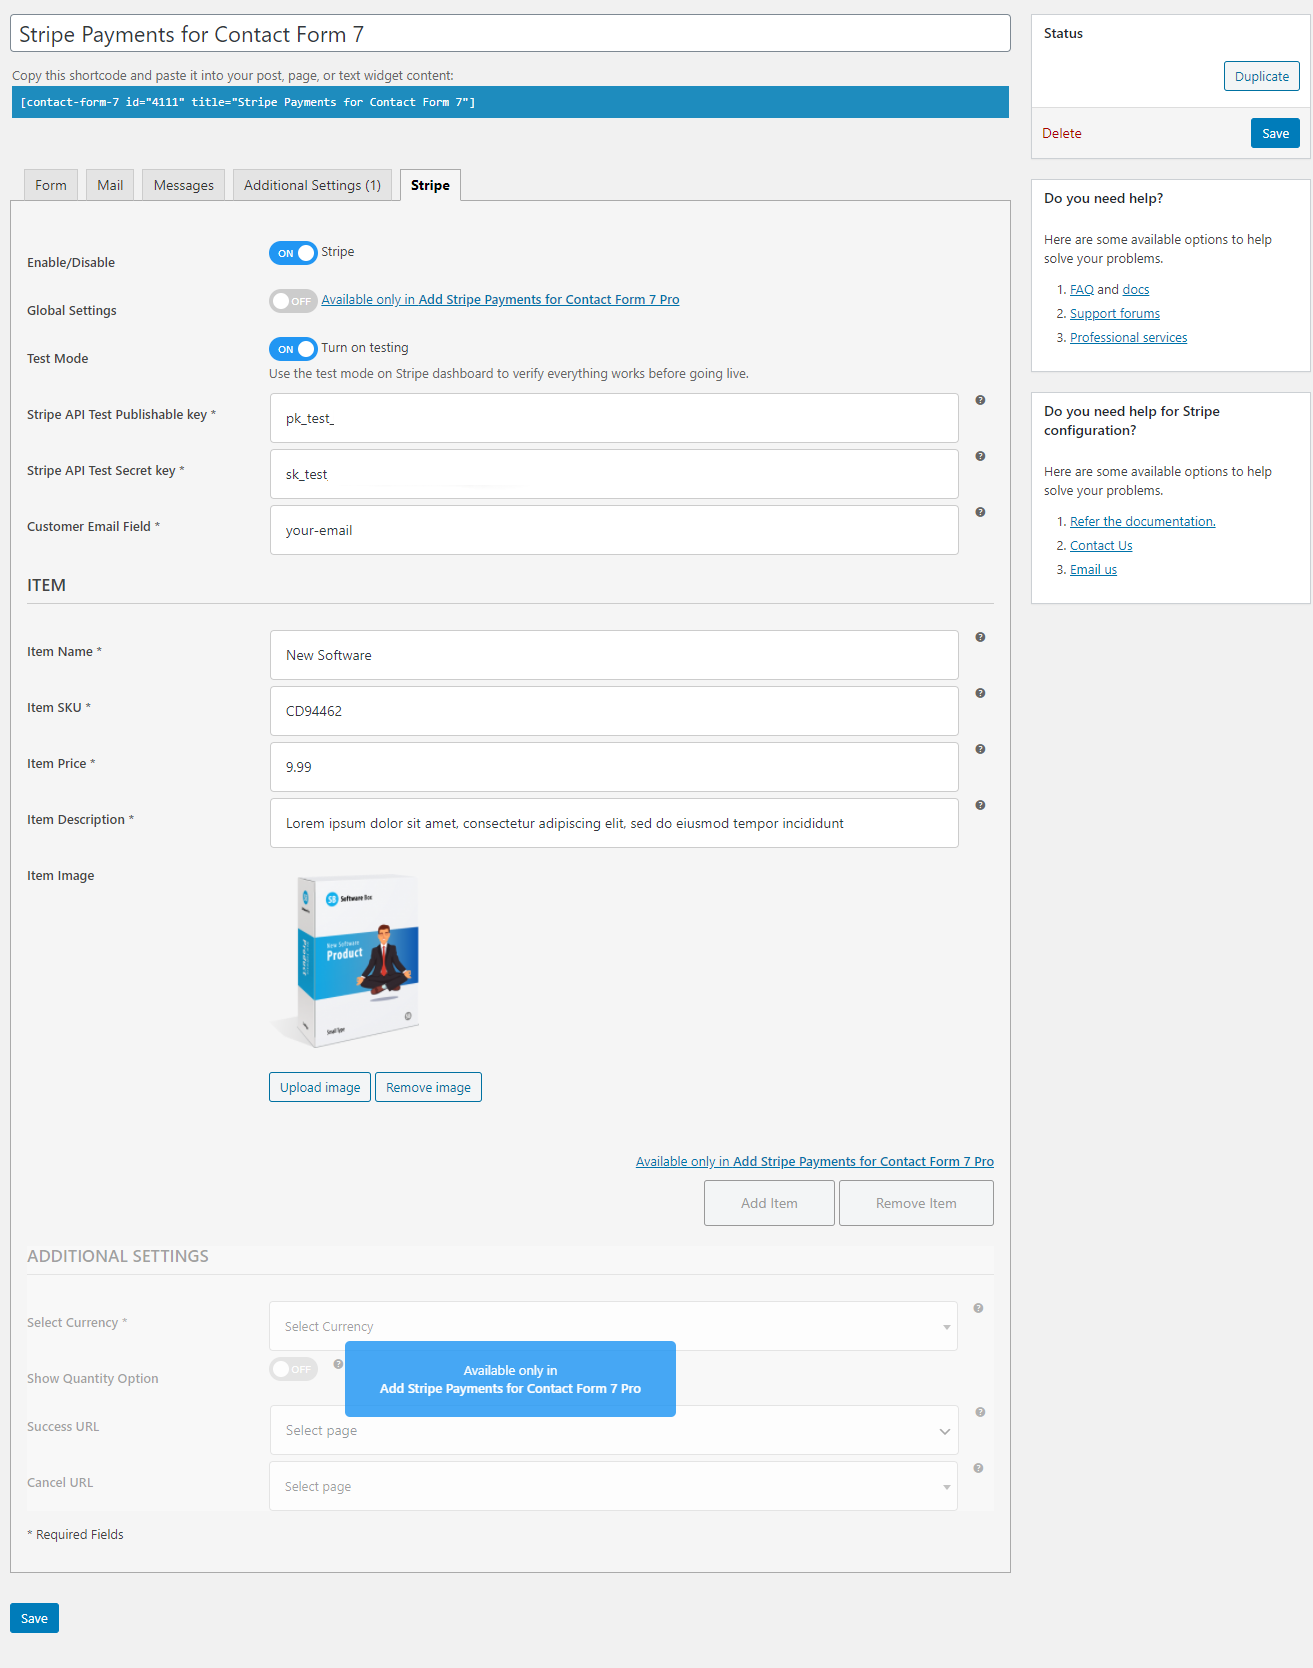 Stripe Payments for Contact Form 7
Copy this shortcode and paste it into your post, page, or text widget content:
[contact-form-7 id="4111" title="Stripe Payments for Contact Form 7"]
Form
Mail
Messages
Additional Settings (1)
Stripe
Enable/Disable
ON
Stripe
Global Settings
OFF
Available only in Add Stripe Payments for Contact Form 7 Pro
Test Mode
ON
Turn on testing
Use the test mode on Stripe dashboard to verify everything works before going live.
Stripe API Test Publishable key *
pk_test_
Stripe API Test Secret key *
sk_test
Customer Email Field *
your-email
ITEM
Item Name *
New Software
Item SKU *
CD94462
Item Price *
9.99
Item Description *
Lorem ipsum dolor sit amet, consectetur adipiscing elit, sed do eiusmod tempor incididunt
Item Image
SB Software Box
New Software
Product
Product
Small Type
Upload image
Remove image
Available only in Add Stripe Payments for Contact Form 7 Pro
Add Item
Remove Item
ADDITIONAL SETTINGS
Select Currency *
Select Currency
Show Quantity Option
OFF
Available only in
Add Stripe Payments for Contact Form 7 Pro
Success URL
Select page
Cancel URL
Select page
* Required Fields
Save
Status
Duplicate
Delete
Save
Do you need help?
Here are some available options to help
solve your problems.
1. FAQ and docs
2. Support forums
3. Professional services
Do you need help for Stripe
configuration?
Here are some available options to help
solve your problems.
1. Refer the documentation.
2. Contact Us
3. Email us